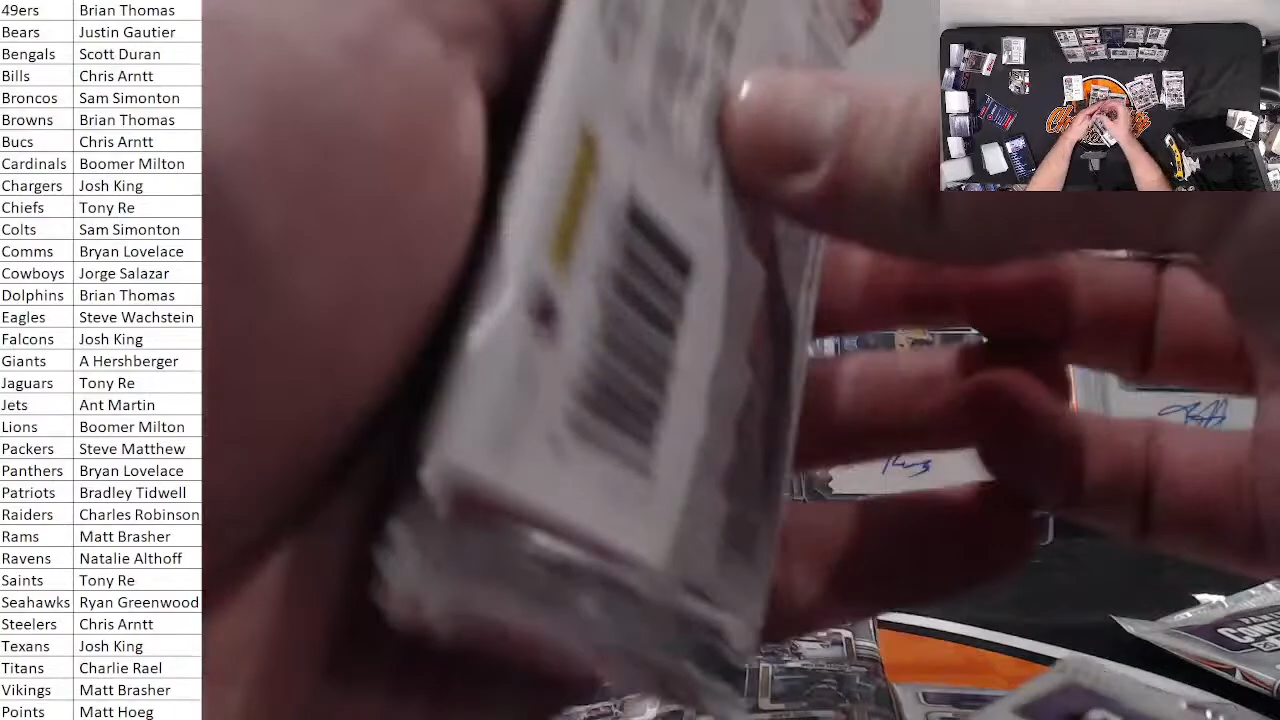 49ers Brian Thomas
Bears Justin Gautier
Bengals Scott Duran
Bills Chris Arntt
Broncos Sam Simonton
Browns Brian Thomas
Bucs Chris Arntt
Cardinals Boomer Milton
Chargers Josh King
Chiefs Tony Re
Colts Sam Simonton
Comms Bryan Lovelace
Cowboys Jorge Salazar
Dolphins Brian Thomas
Eagles Steve Wachstein
Falcons Josh King
Giants A Hershberger
Jaguars Tony Re
Jets Ant Martin
Lions Boomer Milton
Packers Steve Matthew
Panthers Bryan Lovelace
Patriots Bradley Tidwell
Raiders Charles Robinson
Rams Matt Brasher
Ravens Natalie Althoff
Saints Tony Re
Seahawks Ryan Greenwood
Steelers Chris Arntt
Texans Josh King
Titans Charlie Rael
Vikings Matt Brasher
Points Matt Hoeg